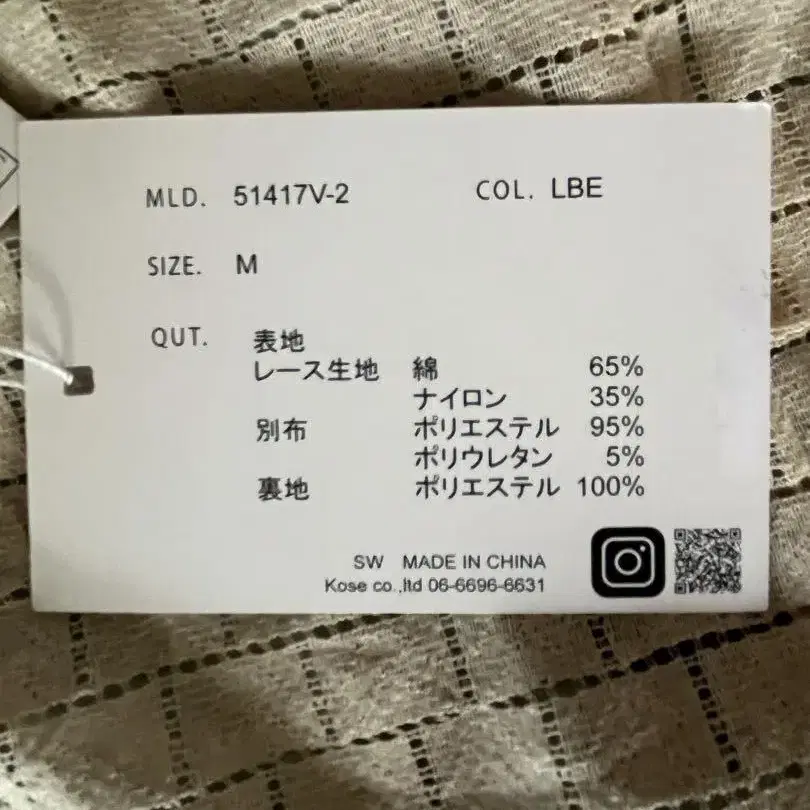 MLD. 51417V-2 COL. LBE
SIZE. M
QUT. 表地
レース生地 綿 65%
ナイロン 35%
別布 ポリエステル 95%
ポリウレタン 5%
裏地 ポリエステル 100%
SW MADE IN CHINA
Kose co.,ltd 06-6696-6631